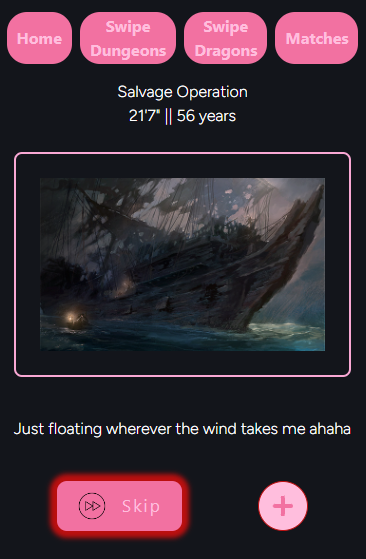 Home
Swipe
Dungeons
Swipe
Dragons
Matches
Salvage Operation
21'7" || 56 years
Just floating wherever the wind takes me ahaha
Skip